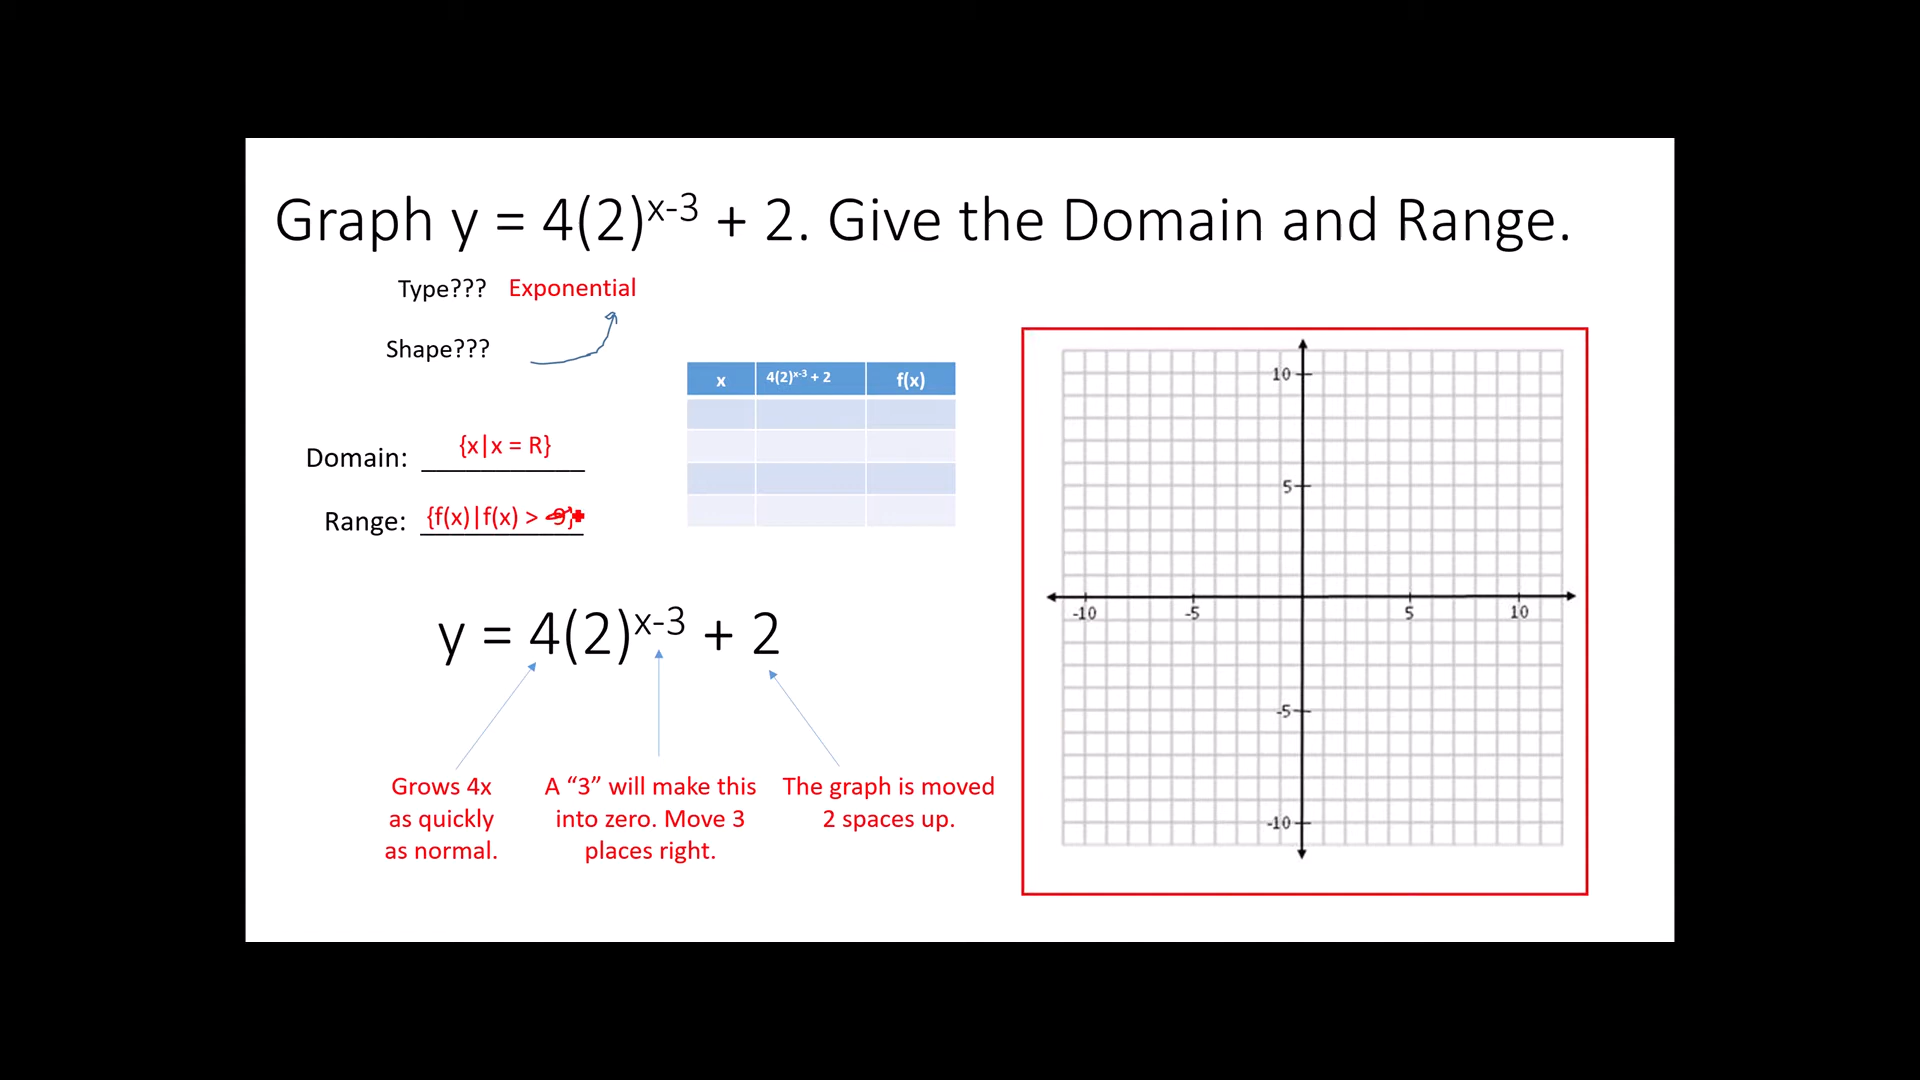 Graph y = 4(2)ˣ⁻³ + 2. Give the Domain and Range.
Type??? Exponential
Shape???
x 4(2)ˣ⁻³ + 2 f(x)
Domain: {x|x = R}
Range: {f(x)|f(x) >
y = 4(2)ˣ⁻³ + 2
Grows 4x
as quickly
as normal.
A “3” will make this
into zero. Move 3
places right.
The graph is moved
2 spaces up.
10
5
-10 -5 5 10
-5
-10